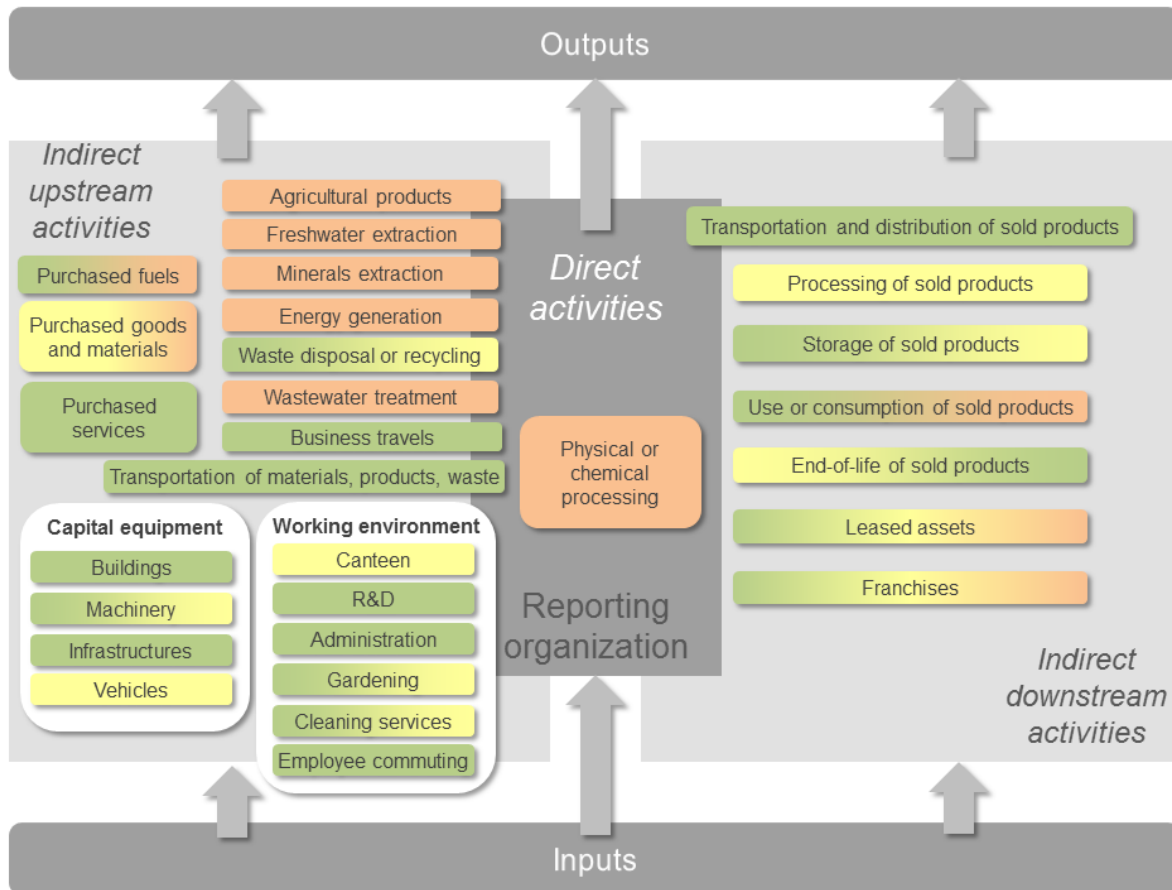 Outputs
Indirect
upstream
activities
Purchased fuels
Purchased goods
and materials
Purchased
services
Agricultural products
Freshwater extraction
Minerals extraction
Energy generation
Waste disposal or recycling
Wastewater treatment
Business travels
Transportation of materials, products, waste
Capital equipment
Buildings
Machinery
Infrastructures
Vehicles
Working environment
Canteen
R&D
Administration
Gardening
Cleaning services
Employee commuting
Direct
activities
Physical or
chemical
processing
Reporting
organization
Transportation and distribution of sold products
Processing of sold products
Storage of sold products
Use or consumption of sold products
End-of-life of sold products
Leased assets
Franchises
Indirect
downstream
activities
Inputs